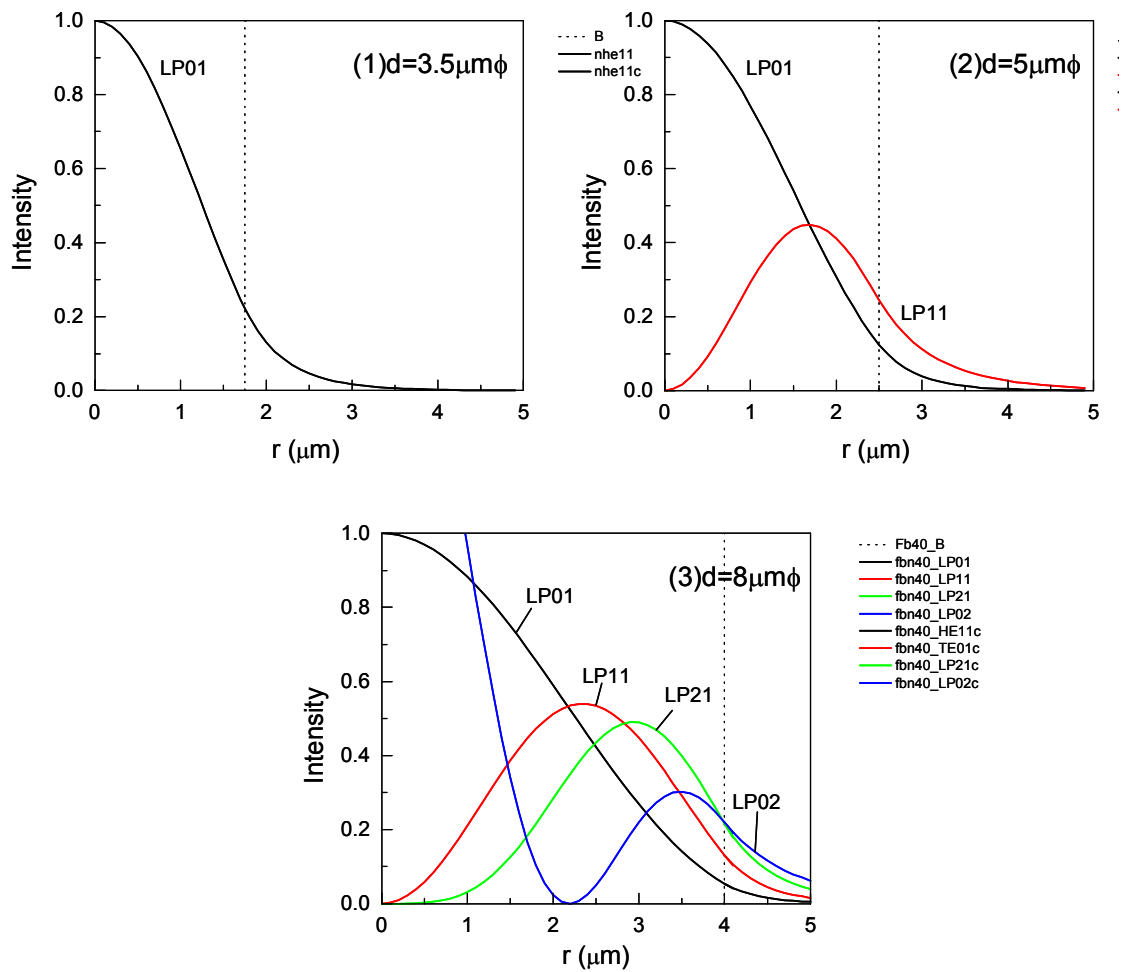 1.0
0.8
0.6
0.4
0.2
0.0
0 1 2 3 4 5
Intensity
r (μm)
LP01
(1)d=3.5μmϕ
B
nhe11
nhe11c
1.0
0.8
0.6
0.4
0.2
0.0
0 1 2 3 4 5
Intensity
r (μm)
LP01
(2)d=5μmϕ
LP11
1.0
0.8
0.6
0.4
0.2
0.0
0 1 2 3 4 5
Intensity
r (μm)
(3)d=8μmϕ
LP01
LP11
LP21
LP02
Fb40_B
fbn40_LP01
fbn40_LP11
fbn40_LP21
fbn40_LP02
fbn40_HE11c
fbn40_TE01c
fbn40_LP21c
fbn40_LP02c